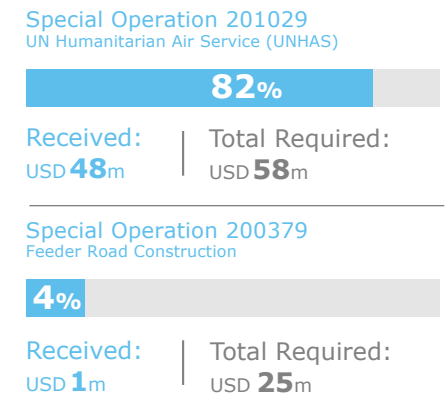 Special Operation 201029
UN Humanitarian Air Service (UNHAS)
82%
Received: Total Required:
USD 48m USD 58m
Special Operation 200379
Feeder Road Construction
4%
Received: Total Required:
USD 1m USD 25m